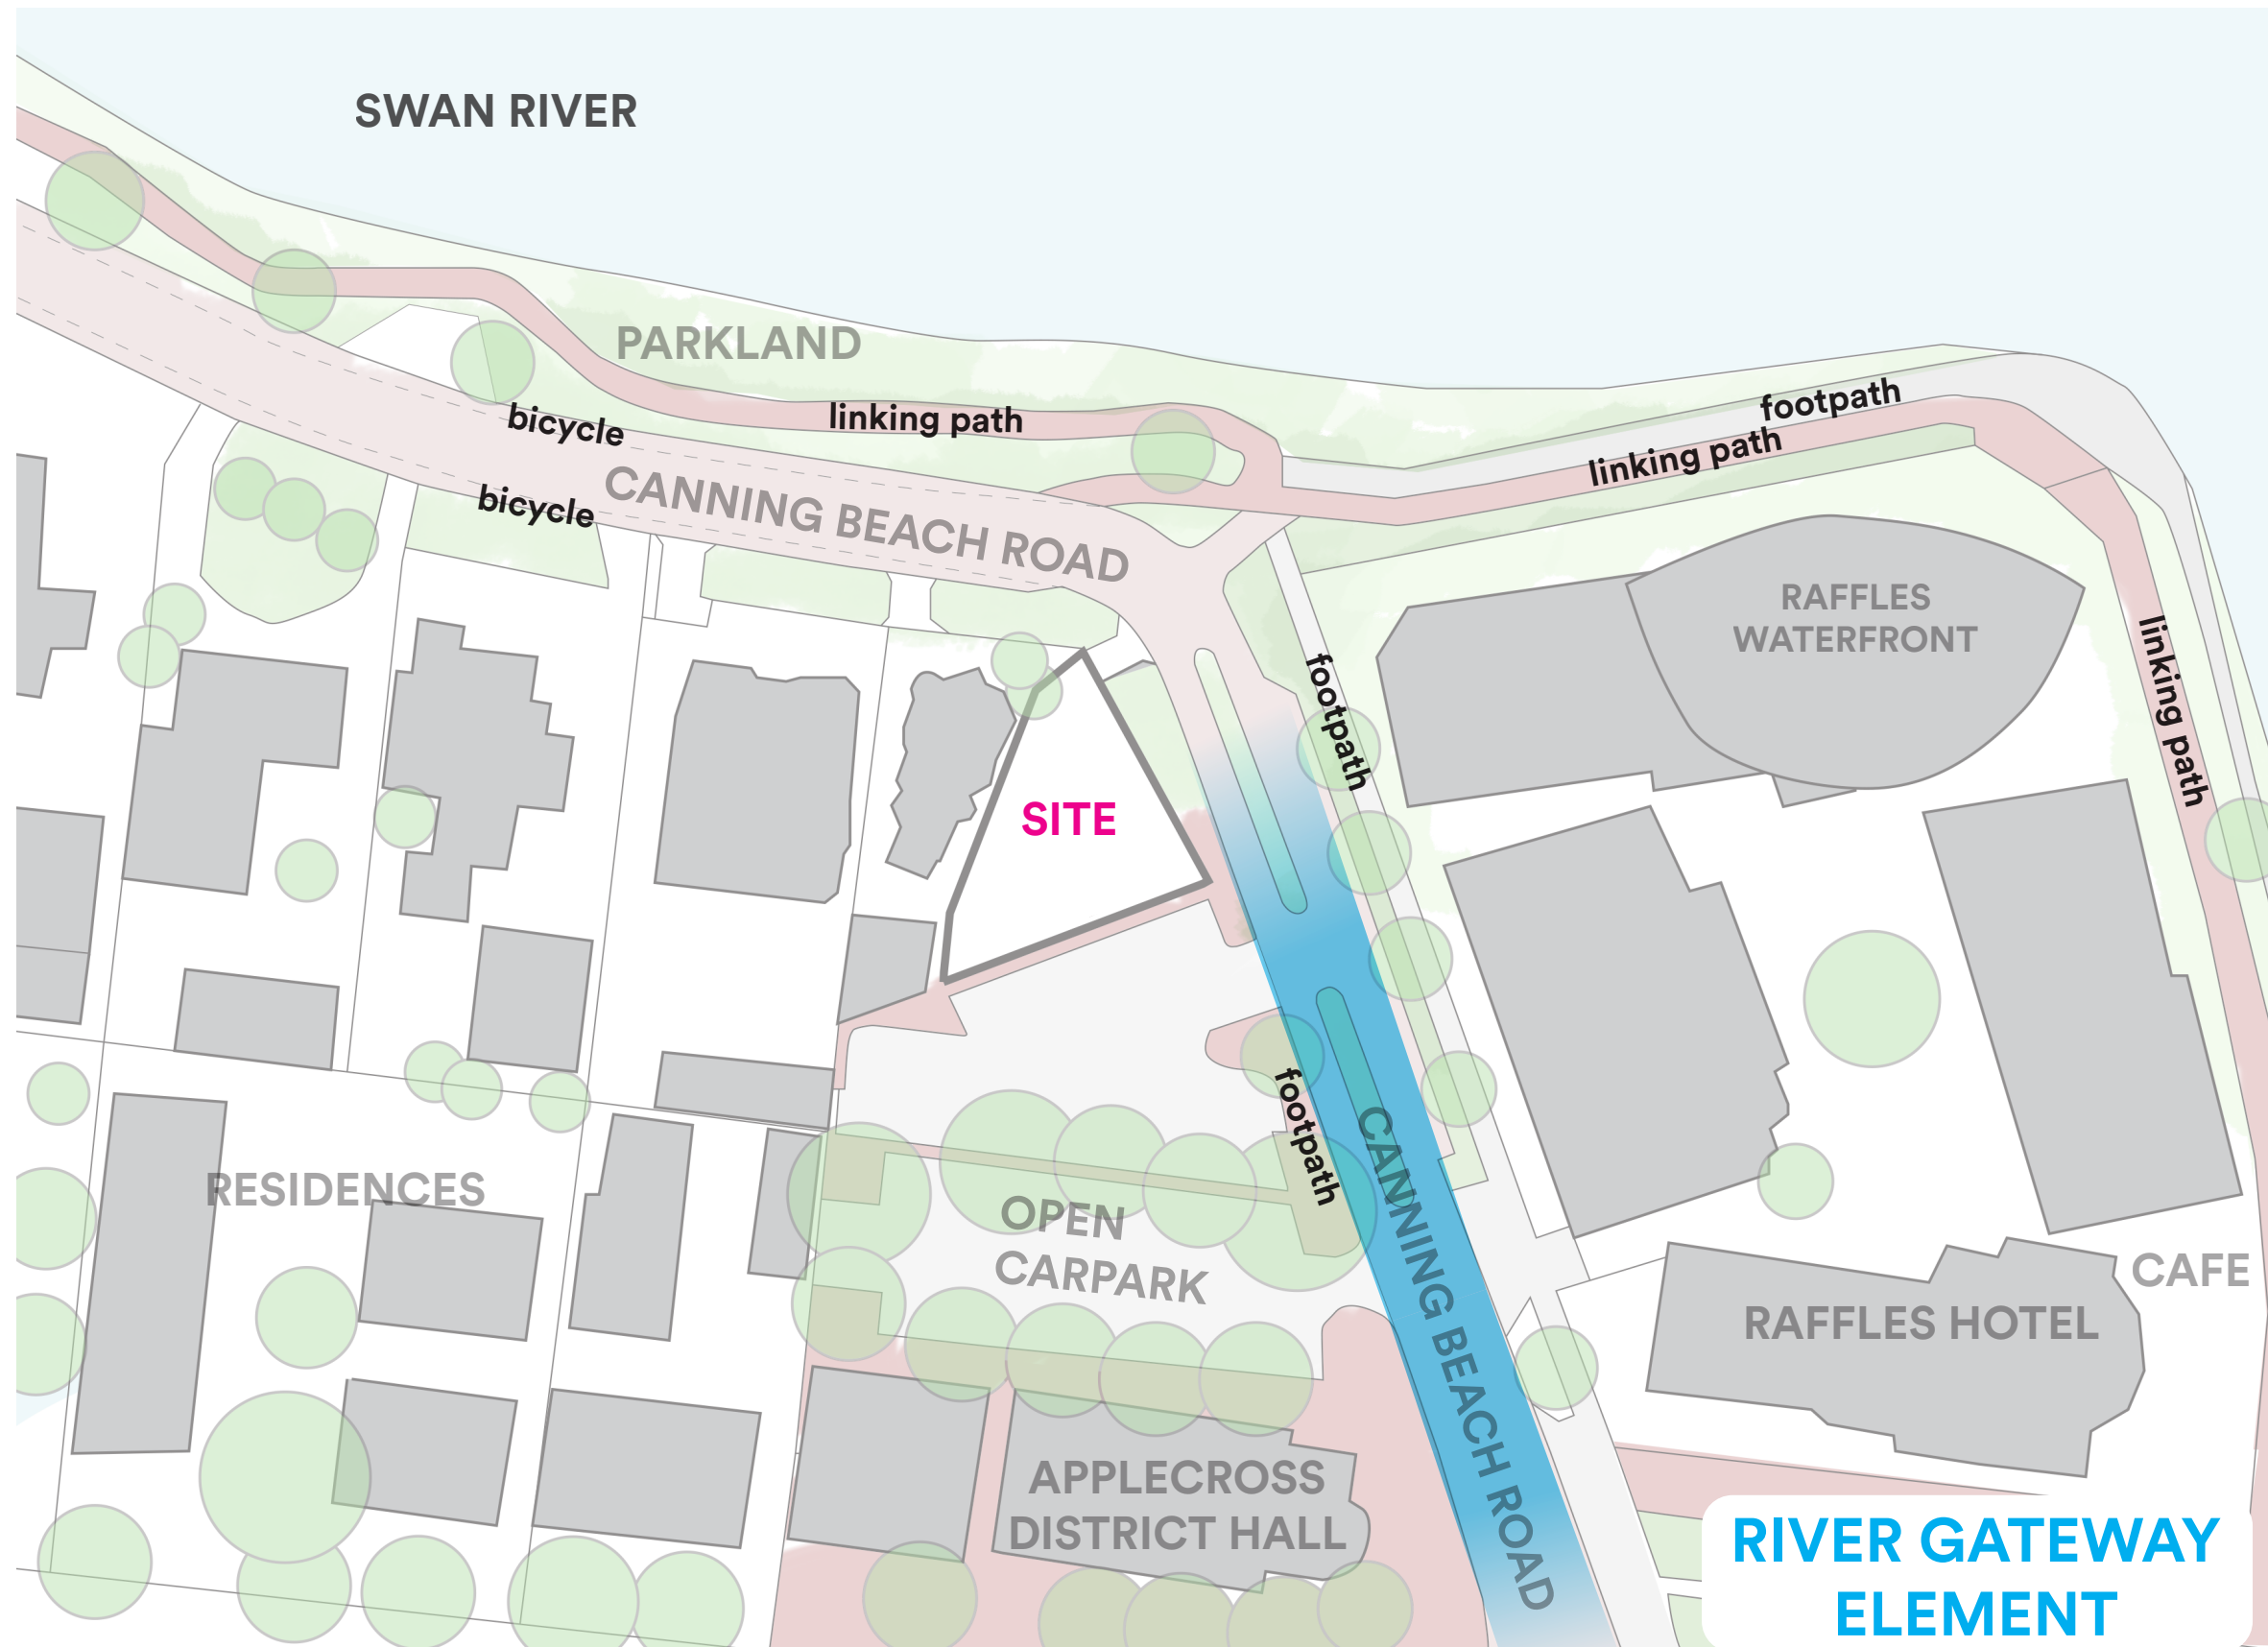 SWAN RIVER
PARKLAND
footpath
bicycle
linking path
linking path
bicycle
CANNING BEACH ROAD
RAFFLES
WATERFRONT
footpath
linking path
SITE
footpath
RESIDENCES
OPEN
CARPARK
CANNING BEACH ROAD
CAFE
RAFFLES HOTEL
APPLECROSS
DISTRICT HALL
RIVER GATEWAY
ELEMENT